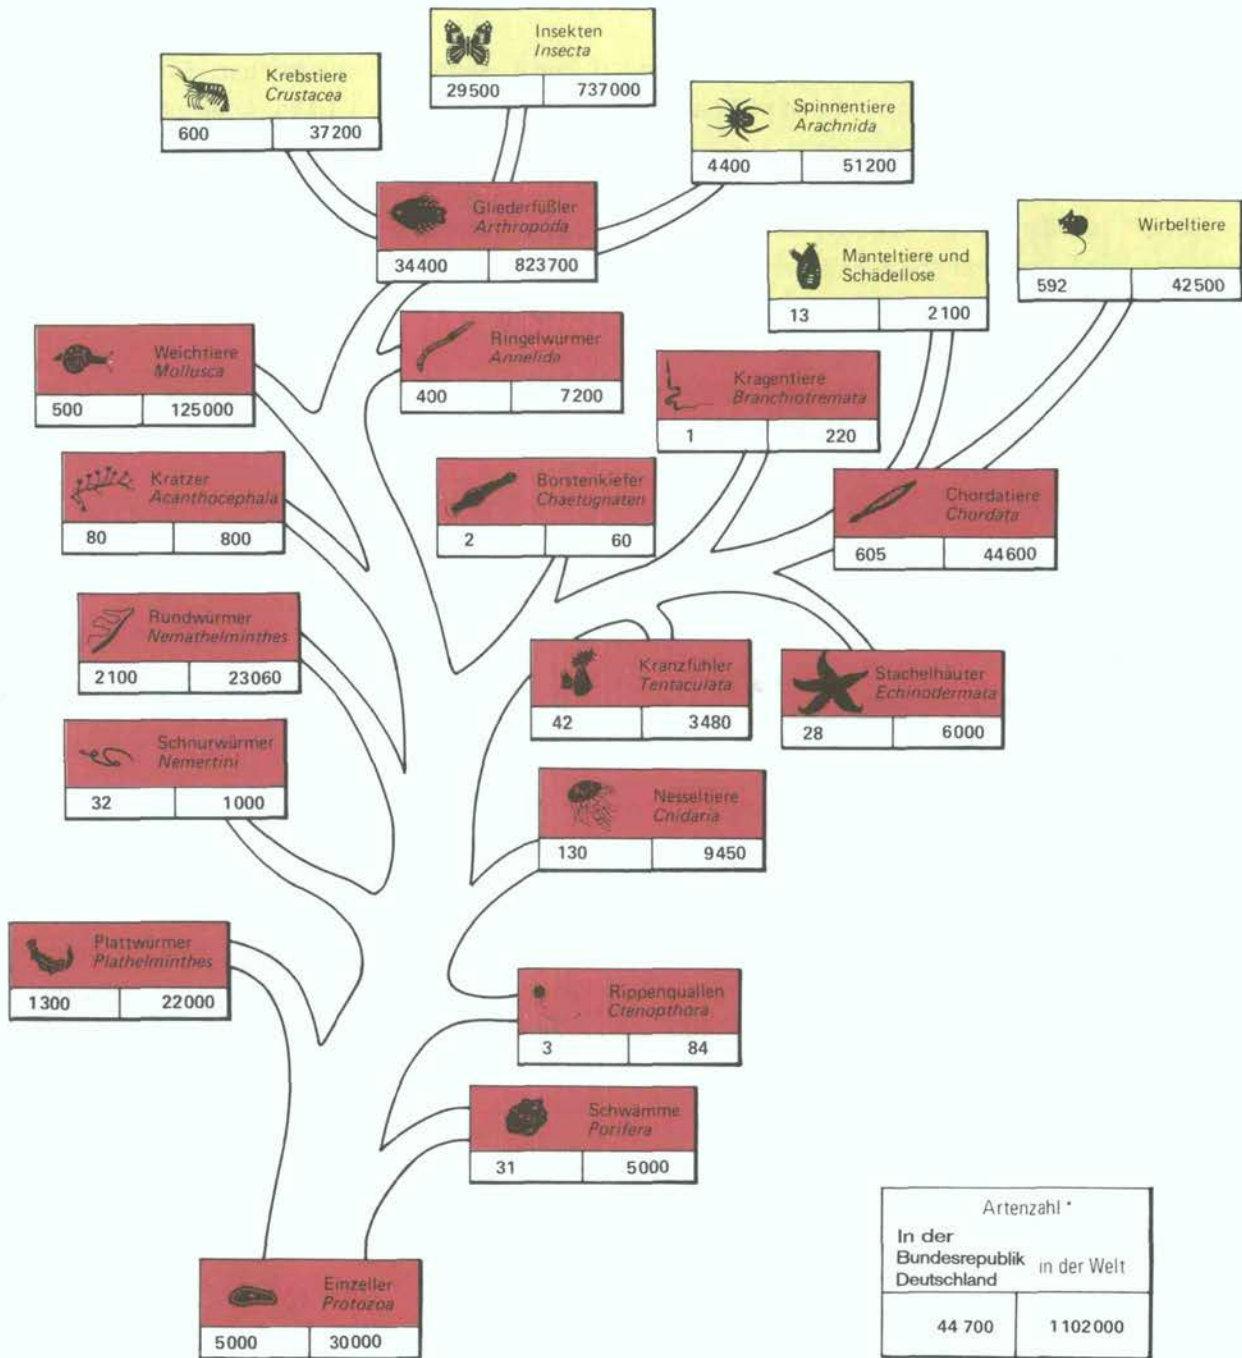 Insekten
Insecta
29500 737000
Krebstiere
Crustacea
600 37200
Spinnentiere
Arachnida
4400 51200
Gliederfüßler
Arthropoda
34400 823700
Wirbeltiere
592 42500
Manteltiere und
Schädellose
13 2100
Weichtiere
Mollusca
500 125000
Ringelwürmer
Annelida
400 7200
Kragentiere
Branchiotremata
1 220
Kratzer
Acanthocephala
80 800
Borstenkiefer
Chaetognaten
2 60
Chordatiere
Chordata
605 44600
Rundwürmer
Nemathelminthes
2100 23060
Kranzfühler
Tentaculata
42 3480
Stachelhäuter
Echinodermata
28 6000
Schnurwürmer
Nemertini
32 1000
Nesseltiere
Cnidaria
130 9450
Plattwürmer
Plathelminthes
1300 22000
Rippenquallen
Ctenopthora
3 84
Schwämme
Porifera
31 5000
Einzeller
Protozoa
5000 30000
Artenzahl *
In der
Bundesrepublik
Deutschland in der Welt
44 700 1102000